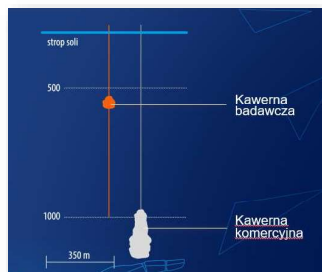 strop soli
500
Kawerna
badawcza
1000
Kawerna
komercyjna
350 m